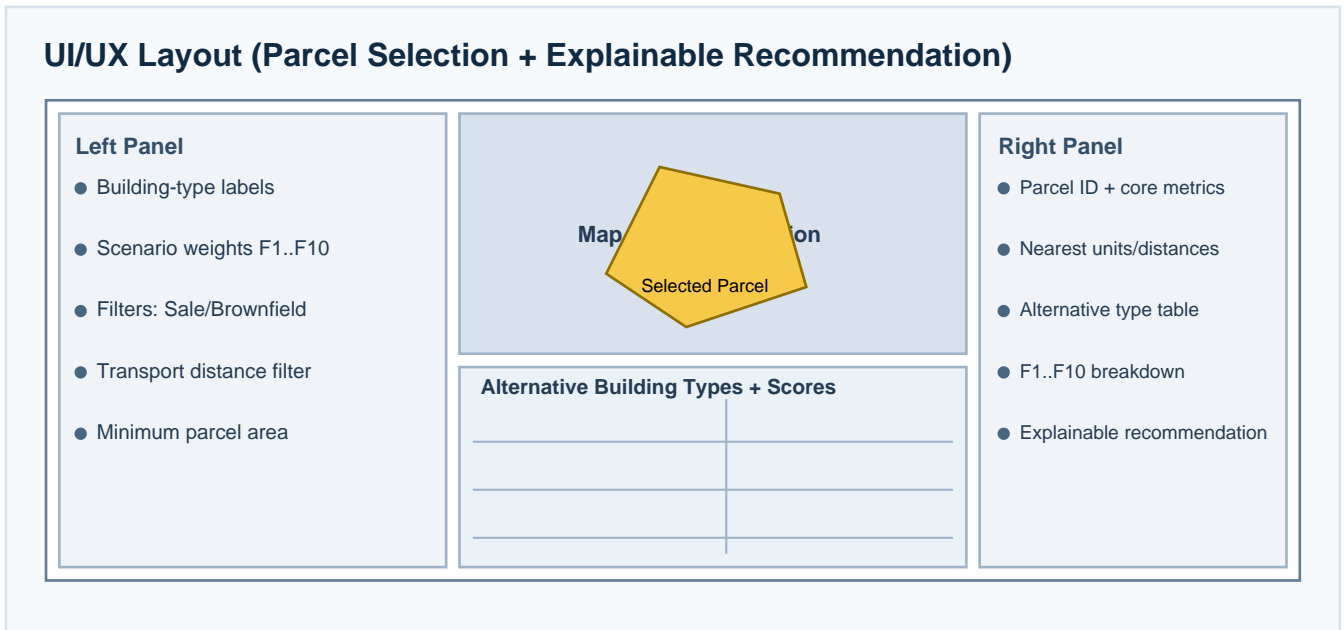 UI/UX Layout (Parcel Selection + Explainable Recommendation)
Left Panel
Building-type labels
Scenario weights F1..F10
Filters: Sale/Brownfield
Transport distance filter
Minimum parcel area
Map
Selected Parcel
Alternative Building Types + Scores
Right Panel
Parcel ID + core metrics
Nearest units/distances
Alternative type table
F1..F10 breakdown
Explainable recommendation